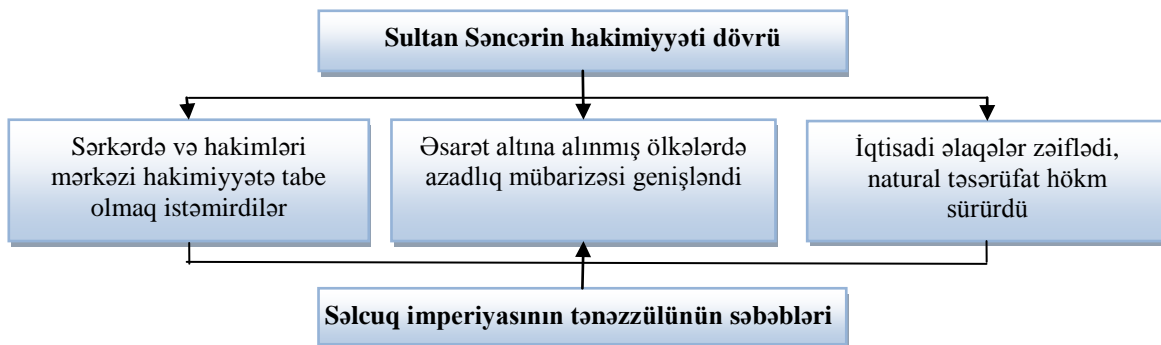 Sultan Səncərin hakimiyyəti dövrü
Sərkərdə və hakimləri
mərkəzi hakimiyyətə tabe
olmaq istəmirdilər
Əsarət altına alınmış ölkələrdə
azadlıq mübarizəsi genişləndi
İqtisadi əlaqələr zəiflədi,
natural təsərüfat hökm
sürürdü
Səlcuq imperiyasının tənəzzülünün səbəbləri